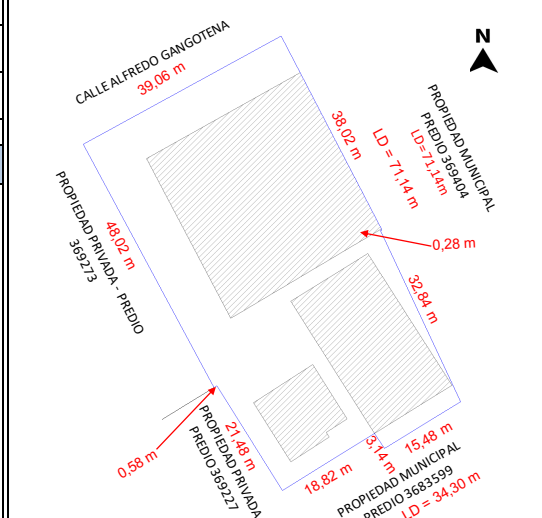 N
CALLE ALFREDO GANGOTENA
39,06 m
38,02 m
LD = 71,14 m
LD=71,14m
PROPIEDAD MUNICIPAL
PREDIO 369404
PROPIEDAD PRIVADA - PREDIO
369273
48,02 m
0,28 m
32,84 m
0,58 m
21,48 m
PROPIEDAD PRIVADA
PREDIO 369227
18,82 m
3,14 m
15,48 m
PROPIEDAD MUNICIPAL
PREDIO 3683599
LD = 34,30 m